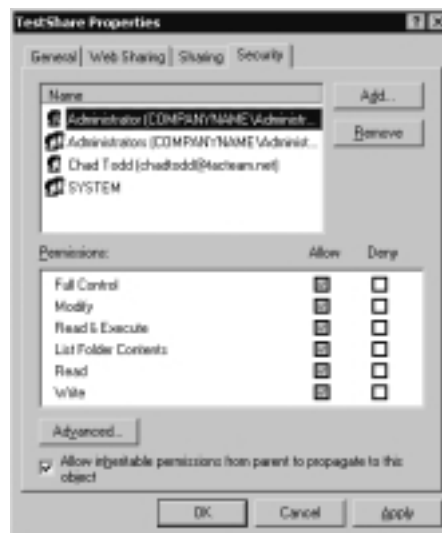 TestShare Properties
General Web Sharing Sharing Security
Name
Add...
Administrator (COMPANYNAME\Administr...
Administrators (COMPANYNAME\Administ...
Remove
Chad Todd (chadtodd@tacteam.net)
SYSTEM
Permissions: Allow Deny
Full Control
Modify
Read & Execute
List Folder Contents
Read
Write
Advanced...
Allow inheritable permissions from parent to propagate to this
object
OK Cancel Apply